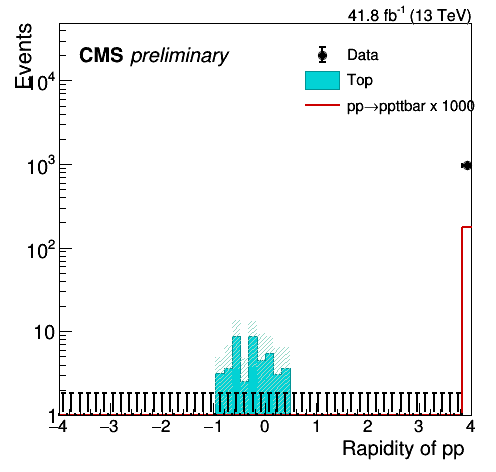 41.8 fb⁻¹ (13 TeV)
Events
CMS preliminary
Data
Top
pp→ppttbar x 1000
10⁴
10³
10²
10
1
−4 −3 −2 −1 0 1 2 3 4
Rapidity of pp